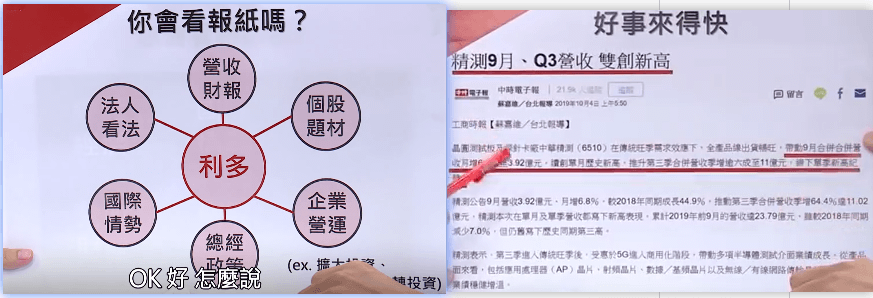 你會看報紙嗎？
營收
財報
法人
看法
個股
題材
利多
國際
情勢
企業
營運
總經
政策
(ex. 擴大投資、
轉投資)
OK 好 怎麼說
好事來得快
精測9月、Q3營收 雙創新高
中時電子報
蘇嘉維／台北報導 2019年10月4日 上午5:50
留言
工商時報【蘇嘉維／台北報導】
晶圓測試板及探針卡廠中華精測（6510）在傳統旺季需求效應下，全產品線出貨暢旺，帶動9月合併合併營
收月增6 3.92億元，續創單月歷史新高，推升第三季合併營收季增逾六成至11億元，締下單季新高紀
精測公告9月營收3.92億元、月增6.8%，較2018年同期成長44.9%，推動第三季合併營收季增64.4%達11.02
億元，精測本次在單月及單季營收都寫下新高表現，累計2019年前9月的營收達23.79億元、雖較2018年同期
減少7.0%，但仍舊寫下歷史同期第三高。
精測表示，第三季進入傳統旺季後，受惠於5G進入商用化階段，帶動多項半導體測試介面業績成長。從產品
面來看，包括應用處理器（AP）晶片、射頻晶片、數據／基頻晶片以及無線／有線網路傳輸
業績穩健增溫。